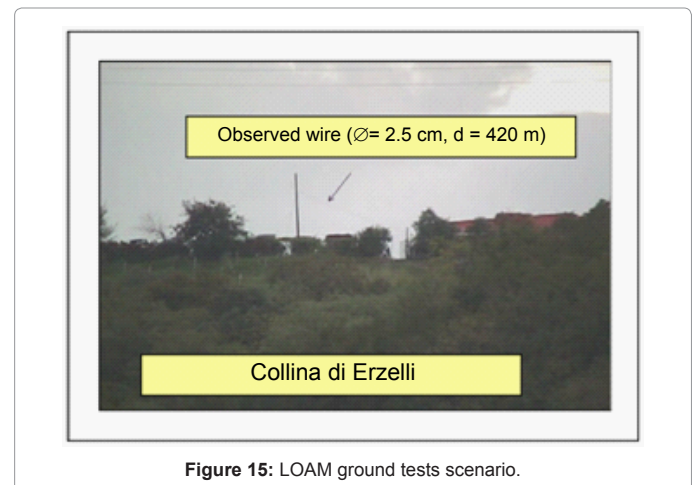 Observed wire (∅= 2.5 cm, d = 420 m)
Collina di Erzelli
Figure 15: LOAM ground tests scenario.